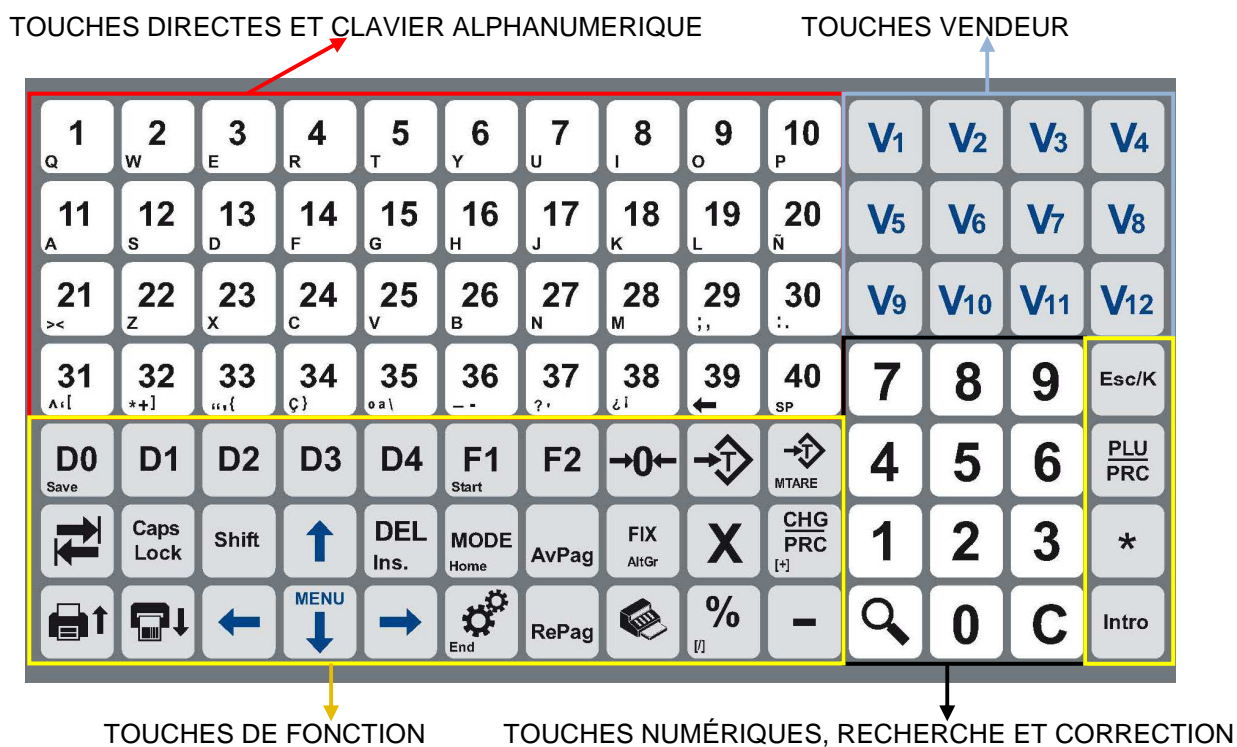 TOUCHES DIRECTES ET CLAVIER ALPHANUMERIQUE TOUCHES VENDEUR
1 2 3 4 5 6 7 8 9 10 V1 V2 V3 V4
Q W E R T Y U I O P
11 12 13 14 15 16 17 18 19 20 V5 V6 V7 V8
A S D F G H J K L Ñ
21 22 23 24 25 26 27 28 29 30 V9 V10 V11 V12
>< Z X C V B N M ;, :.
31 32 33 34 35 36 37 38 39 40 7 8 9 Esc/K
^‹[ *+] “,{ Ç} ºª\ _- ?' ¿¡ SP
D0 D1 D2 D3 D4 F1 F2 →0← →T← →T← 4 5 6 PLU
Save Start MTARE PRC
Caps Shift DEL MODE AvPag FIX X CHG 1 2 3 *
Lock Ins. Home AltGr PRC
[+]
MENU RePag % - 0 C Intro
End [/]
TOUCHES DE FONCTION TOUCHES NUMÉRIQUES, RECHERCHE ET CORRECTION